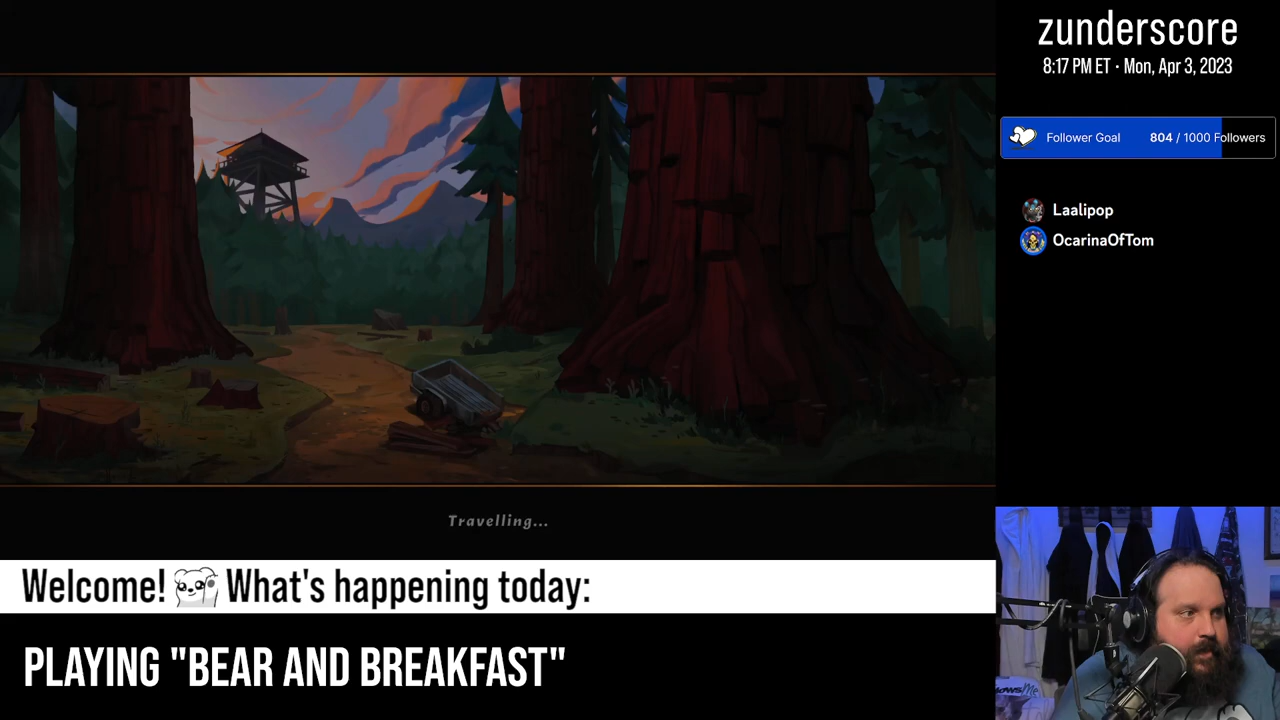 zunderscore
8:17 PM ET · Mon, Apr 3, 2023
Follower Goal 804 / 1000 Followers
Laalipop
OcarinaOfTom
Travelling...
Welcome! What's happening today:
PLAYING "BEAR AND BREAKFAST"